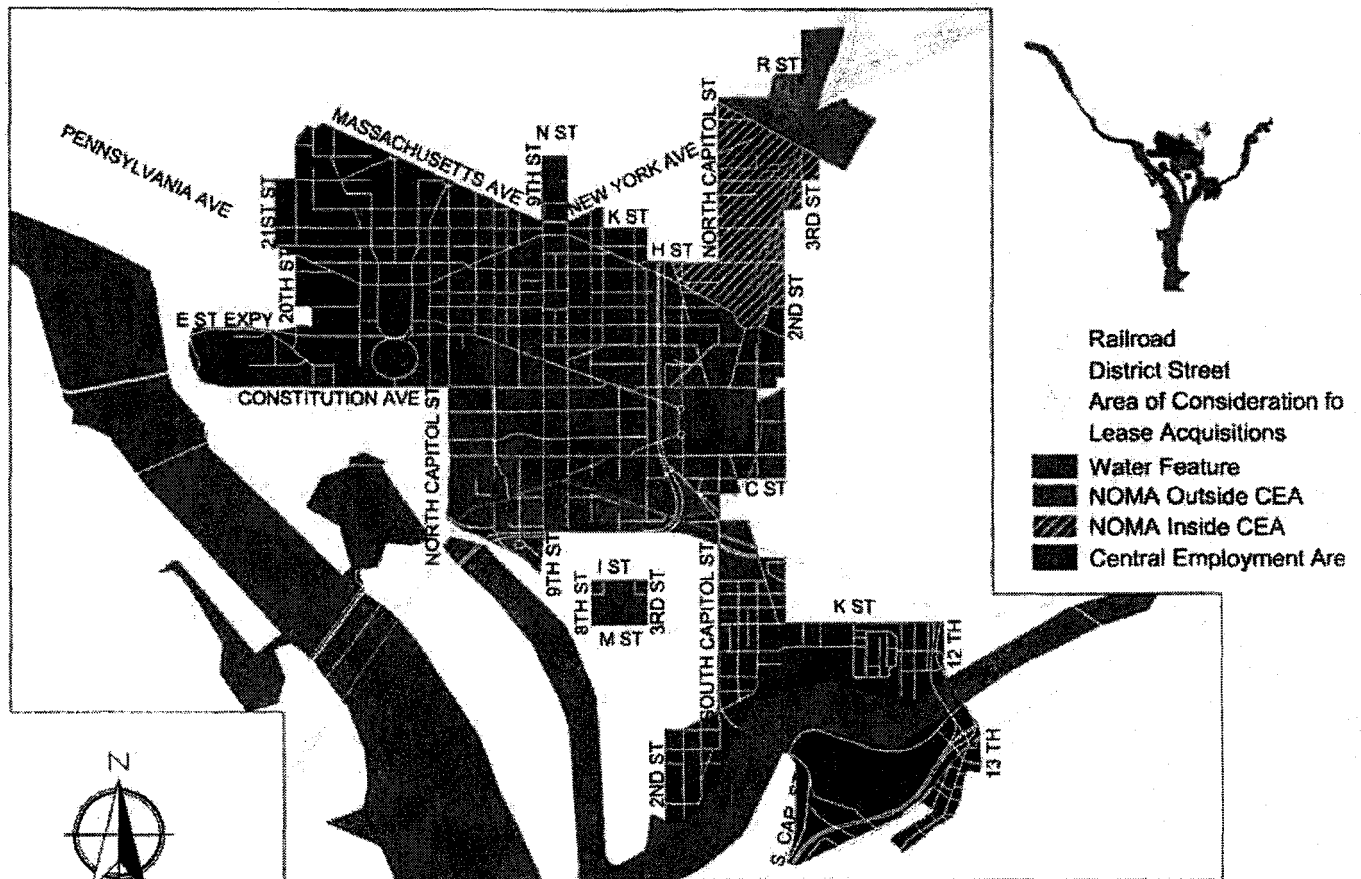 R ST
NORTH CAPITOL ST
MASSACHUSETTS AVE
N ST
PENNSYLVANIA AVE
9TH ST
NEW YORK AVE
21ST ST
K ST
3RD ST
H ST
20TH ST
2ND ST
E ST EXPY
CONSTITUTION AVE
NORTH CAPITOL ST
C ST
9TH ST
I ST
8TH ST
3RD ST
M ST
SOUTH CAPITOL ST
K ST
12 TH
2ND ST
13 TH
S. CAP
N
Railroad
District Street
Area of Consideration fo
Lease Acquisitions
Water Feature
NOMA Outside CEA
NOMA Inside CEA
Central Employment Are